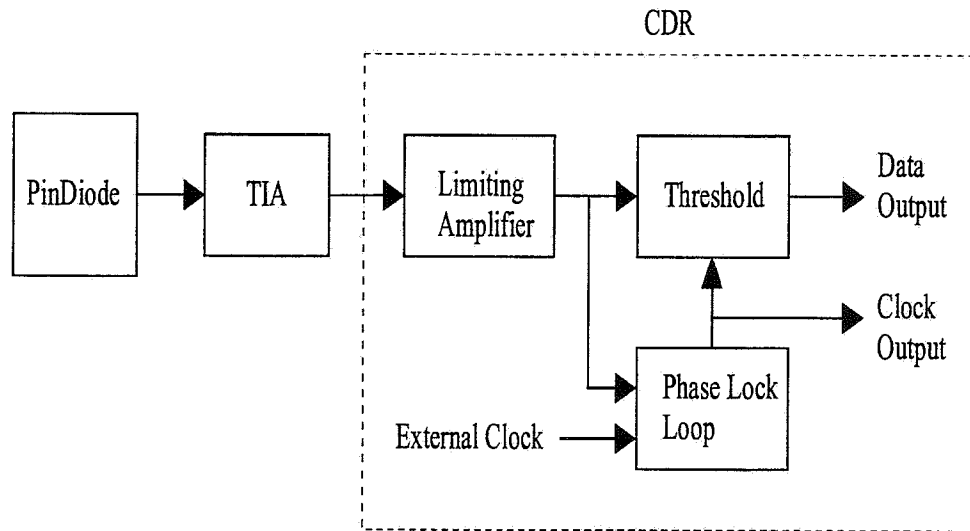 CDR
PinDiode
TIA
Limiting
Amplifier
Threshold
Data
Output
Clock
Output
Phase Lock
Loop
External Clock